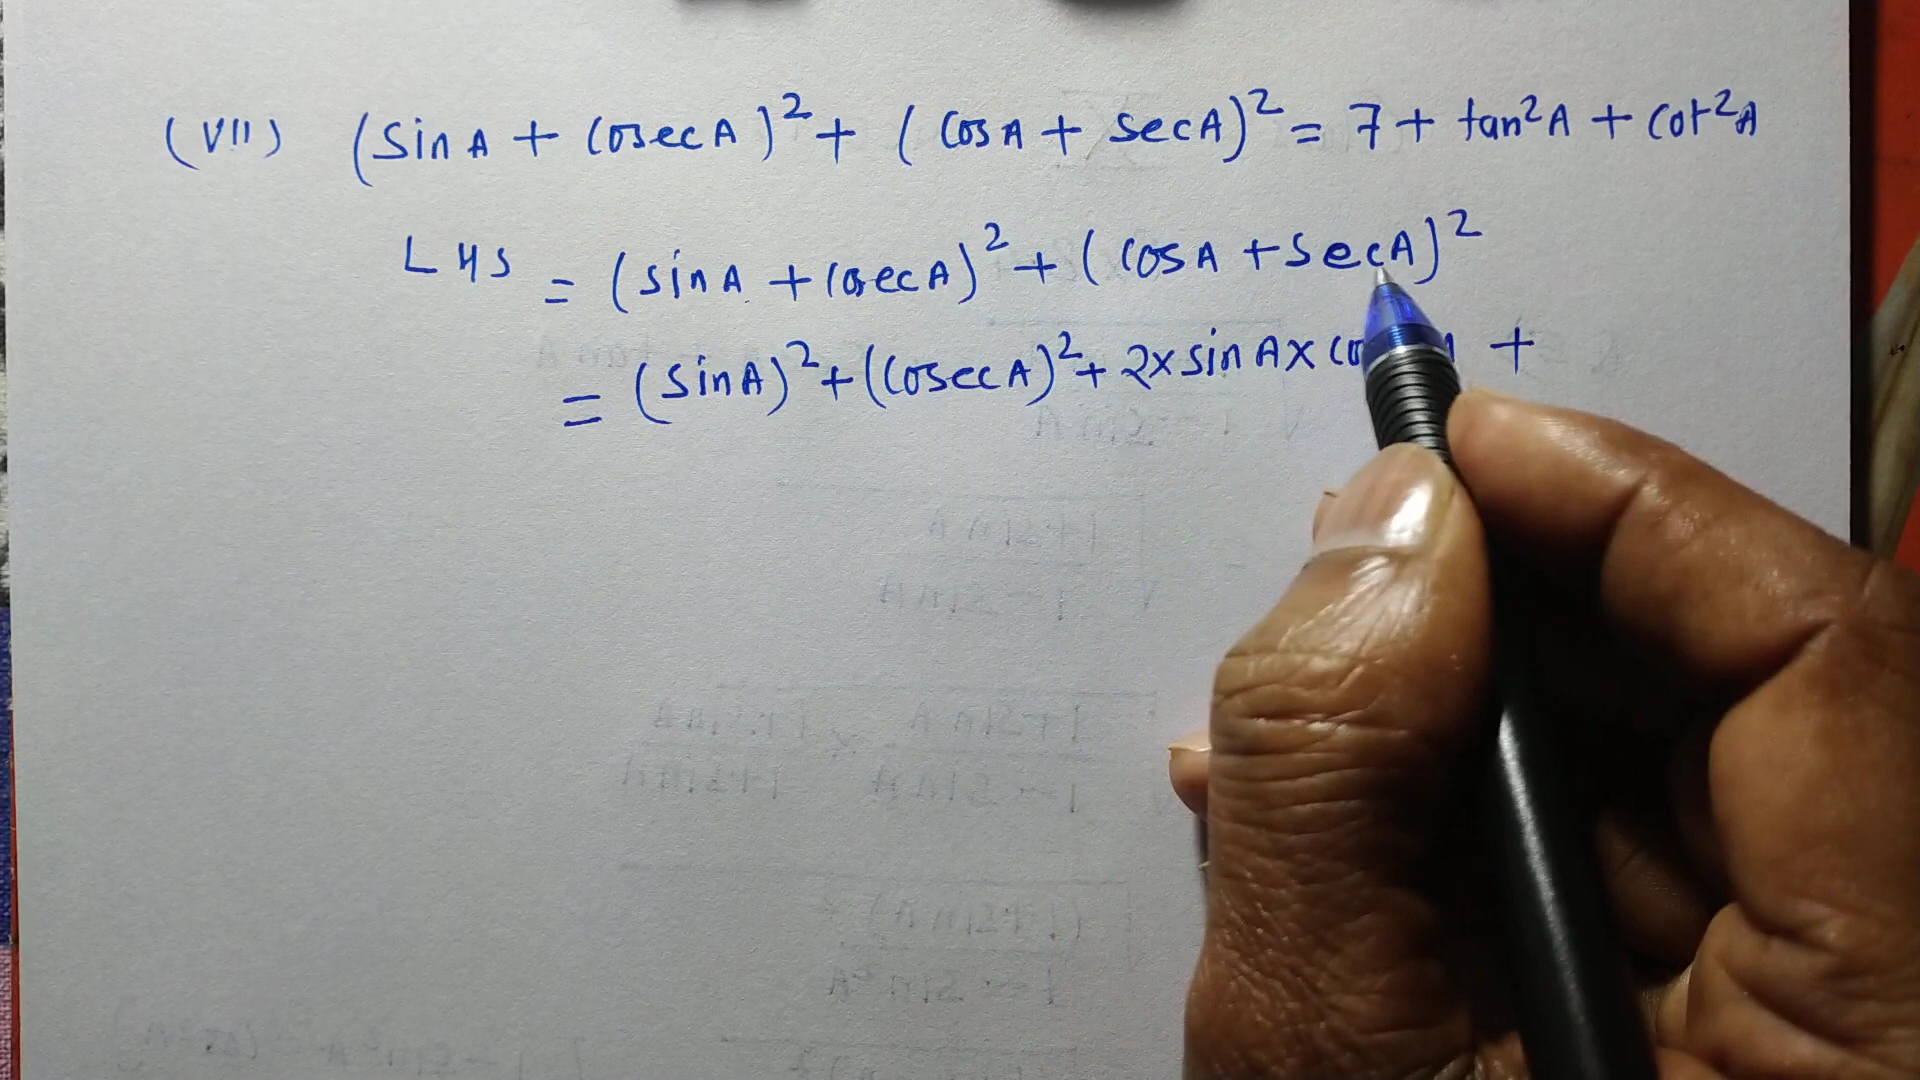 (VII) (sin A + cosec A)² + (cos A + sec A)² = 7 + tan²A + cot²A
LHS = (sin A + cosec A)² + (cos A + sec A)²
= (sin A)² + (cosec A)² + 2 × sin A × +